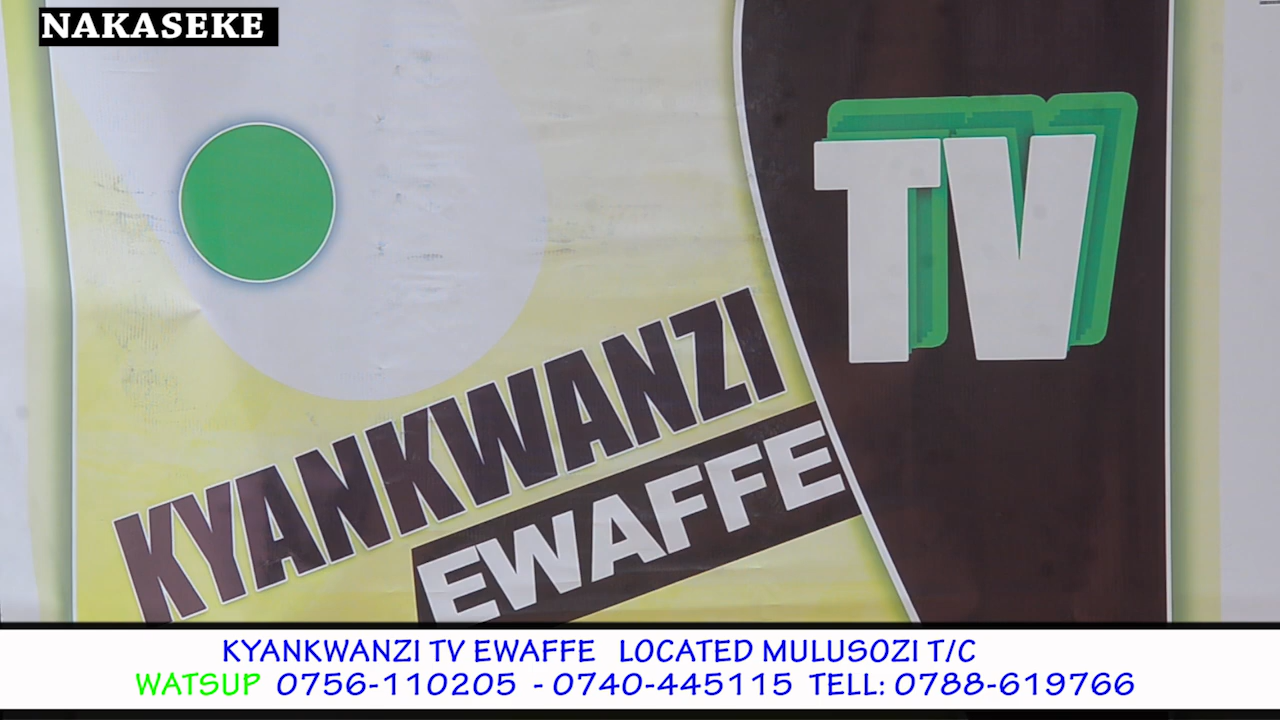 NAKASEKE
TV
KYANKWANZI
EWAFFE
KYANKWANZI TV EWAFFE LOCATED MULUSOZI T/C
WATSUP 0756-110205 - 0740-445115 TELL: 0788-619766